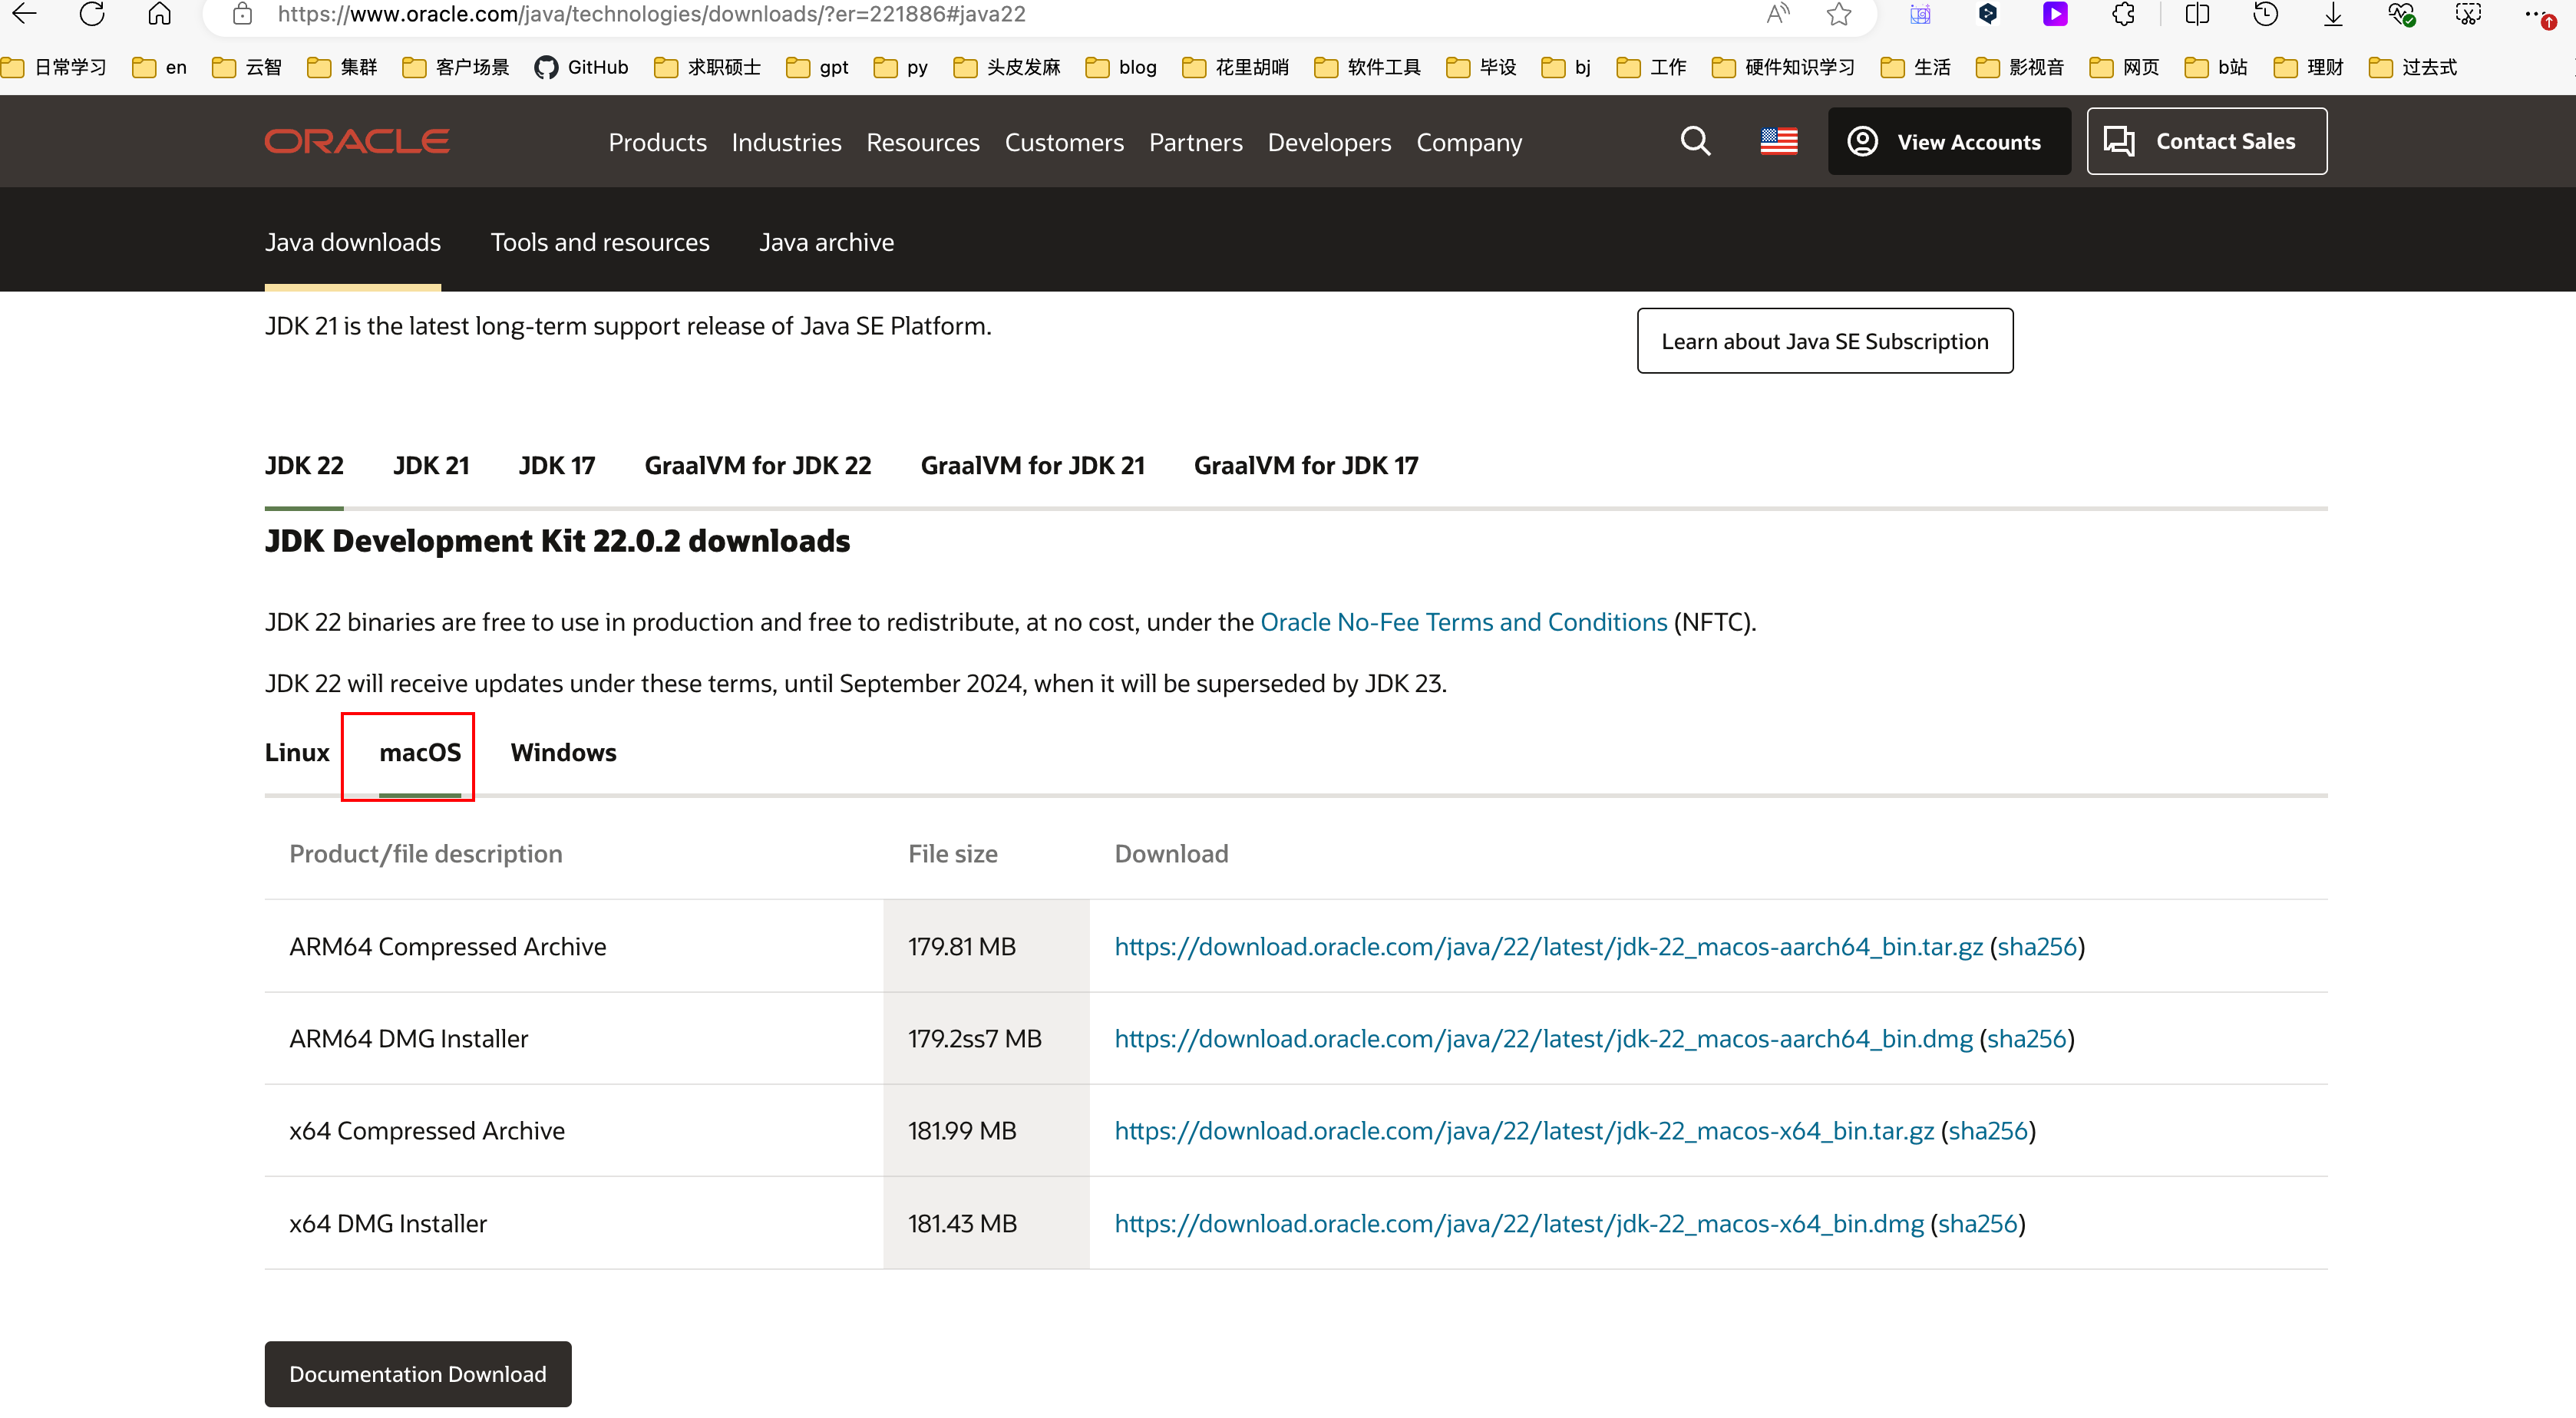 https://www.oracle.com/java/technologies/downloads/?er=221886#java22
日常学习 en 云智 集群 客户场景 GitHub 求职硕士 gpt py 头皮发麻 blog 花里胡哨 软件工具 毕设 bj 工作 硬件知识学习 生活 影视音 网页 b站 理财 过去式
ORACLE Products Industries Resources Customers Partners Developers Company View Accounts Contact Sales
Java downloads Tools and resources Java archive
JDK 21 is the latest long-term support release of Java SE Platform.
Learn about Java SE Subscription
JDK 22 JDK 21 JDK 17 GraalVM for JDK 22 GraalVM for JDK 21 GraalVM for JDK 17
JDK Development Kit 22.0.2 downloads
JDK 22 binaries are free to use in production and free to redistribute, at no cost, under the Oracle No-Fee Terms and Conditions (NFTC).
JDK 22 will receive updates under these terms, until September 2024, when it will be superseded by JDK 23.
Linux macOS Windows
Product/file description File size Download
ARM64 Compressed Archive 179.81 MB https://download.oracle.com/java/22/latest/jdk-22_macos-aarch64_bin.tar.gz (sha256)
ARM64 DMG Installer 179.2ss7 MB https://download.oracle.com/java/22/latest/jdk-22_macos-aarch64_bin.dmg (sha256)
x64 Compressed Archive 181.99 MB https://download.oracle.com/java/22/latest/jdk-22_macos-x64_bin.tar.gz (sha256)
x64 DMG Installer 181.43 MB https://download.oracle.com/java/22/latest/jdk-22_macos-x64_bin.dmg (sha256)
Documentation Download